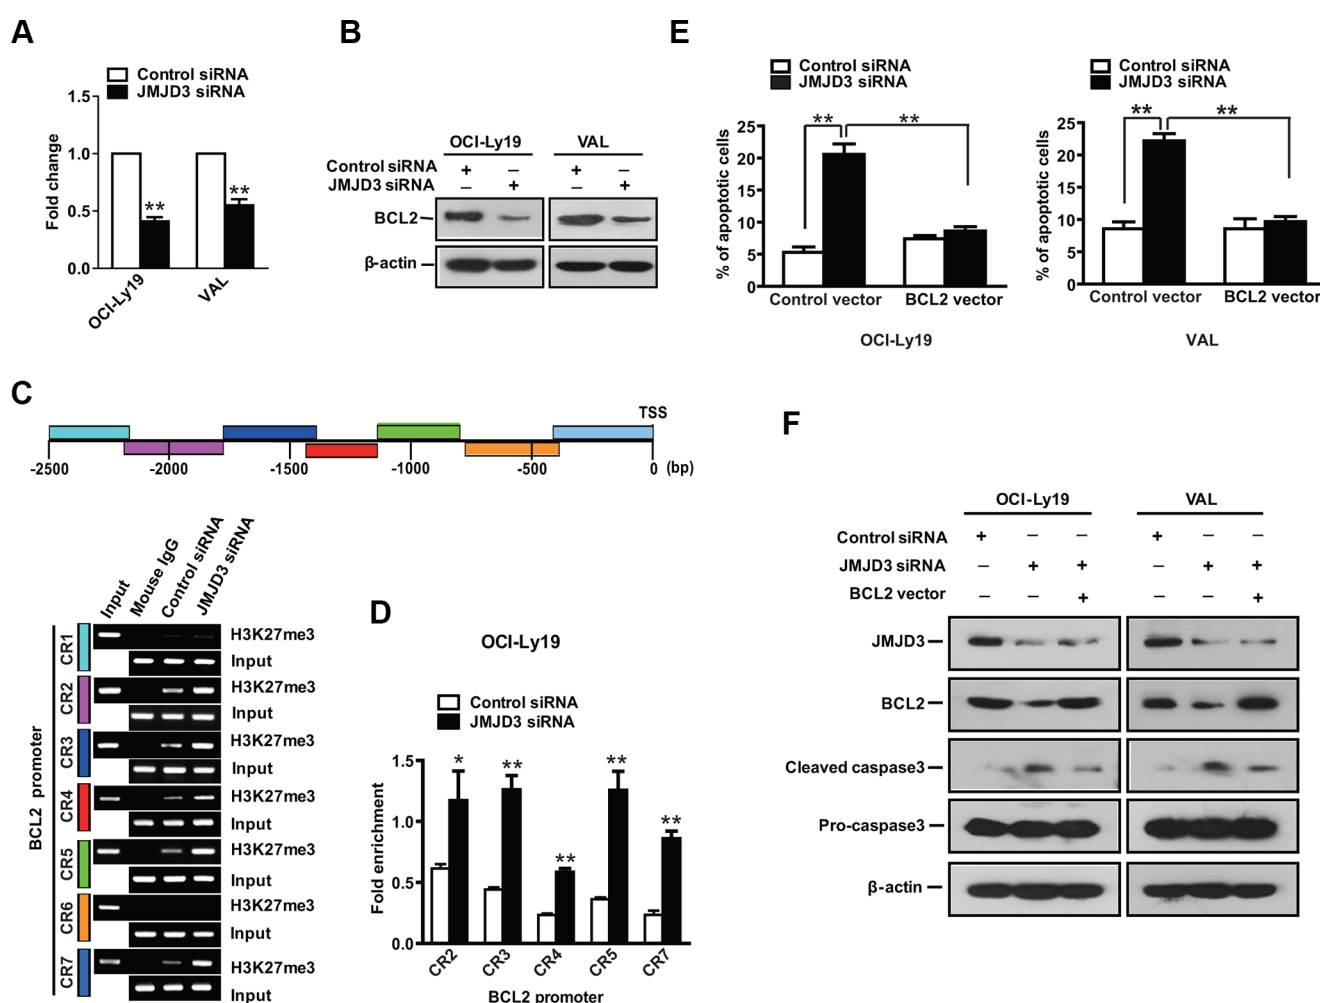 A
Control siRNA
JMJD3 siRNA
Fold change
1.5
1.0
0.5
0.0
**
**
OCI-Ly19
VAL
B
OCI-Ly19 VAL
Control siRNA + – + –
JMJD3 siRNA – + – +
BCL2
β-actin
E
Control siRNA
JMJD3 siRNA
% of apoptotic cells
25
20
15
10
5
0
** **
Control vector BCL2 vector
OCI-Ly19
Control siRNA
JMJD3 siRNA
% of apoptotic cells
25
20
15
10
5
0
** **
Control vector BCL2 vector
VAL
C
TSS
-2500 -2000 -1500 -1000 -500 0 (bp)
Input Mouse IgG Control siRNA JMJD3 siRNA
BCL2 promoter
CR1 H3K27me3
Input
CR2 H3K27me3
Input
CR3 H3K27me3
Input
CR4 H3K27me3
Input
CR5 H3K27me3
Input
CR6 H3K27me3
Input
CR7 H3K27me3
Input
D
OCI-Ly19
Control siRNA
JMJD3 siRNA
Fold enrichment
1.5
1.0
0.5
0.0
* ** ** ** **
CR2 CR3 CR4 CR5 CR7
BCL2 promoter
F
OCI-Ly19 VAL
Control siRNA + – – + – –
JMJD3 siRNA – + + – + +
BCL2 vector – – + – – +
JMJD3
BCL2
Cleaved caspase3
Pro-caspase3
β-actin